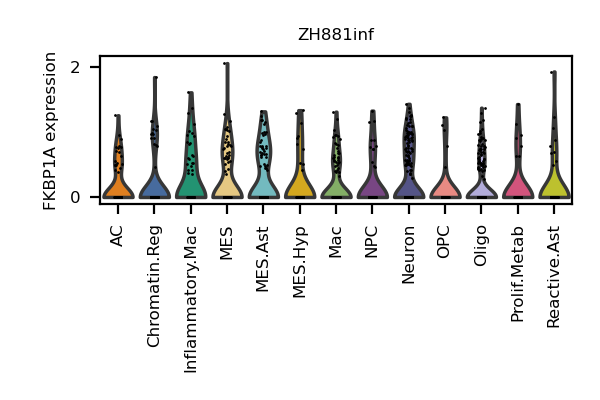 ZH881inf
FKBP1A expression
2
0
AC
Chromatin.Reg
Inflammatory.Mac
MES
MES.Ast
MES.Hyp
Mac
NPC
Neuron
OPC
Oligo
Prolif.Metab
Reactive.Ast